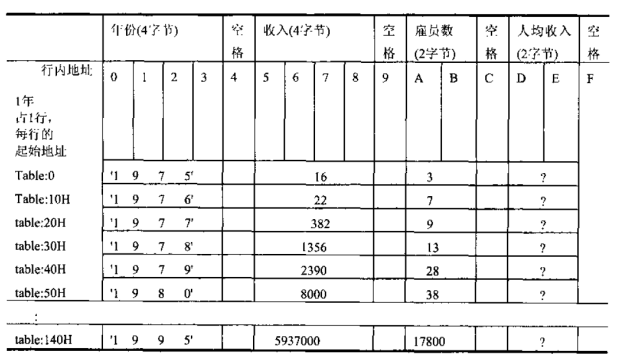 年份(4字节) 空格 收入(4字节) 空格 雇员数(2字节) 空格 人均收入(2字节) 空格
行内地址 0 1 2 3 4 5 6 7 8 9 A B C D E F
1年
占1行，
每行的
起始地址
Table:0 '1 9 7 5' 16 3 ?
Table:10H '1 9 7 6' 22 7 ?
table:20H '1 9 7 7' 382 9 ?
table:30H '1 9 7 8' 1356 13 ?
table:40H '1 9 7 9' 2390 28 ?
table:50H '1 9 8 0' 8000 38 ?
⋮
table:140H '1 9 9 5' 5937000 17800 ?